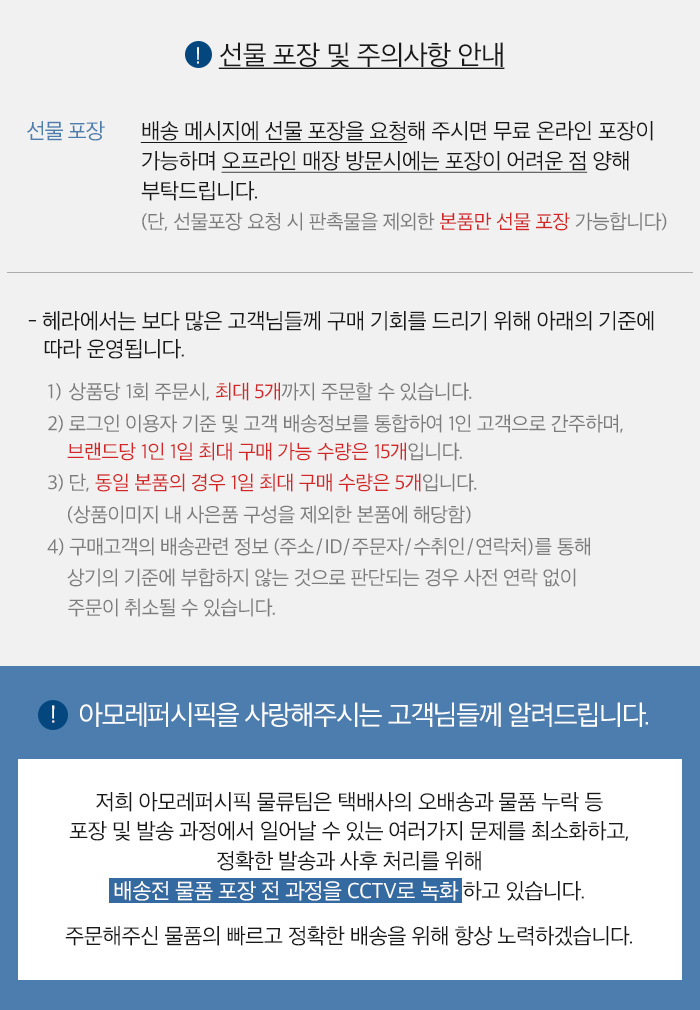 ! 선물 포장 및 주의사항 안내
선물 포장
배송 메시지에 선물 포장을 요청해 주시면 무료 온라인 포장이
가능하며 오프라인 매장 방문시에는 포장이 어려운 점 양해
부탁드립니다.
(단, 선물포장 요청 시 판촉물을 제외한 본품만 선물 포장 가능합니다)
- 헤라에서는 보다 많은 고객님들께 구매 기회를 드리기 위해 아래의 기준에
따라 운영됩니다.
1) 상품당 1회 주문시, 최대 5개까지 주문할 수 있습니다.
2) 로그인 이용자 기준 및 고객 배송정보를 통합하여 1인 고객으로 간주하며,
브랜드당 1인 1일 최대 구매 가능 수량은 15개입니다.
3) 단, 동일 본품의 경우 1일 최대 구매 수량은 5개입니다.
(상품이미지 내 사은품 구성을 제외한 본품에 해당함)
4) 구매고객의 배송관련 정보 (주소/ID/주문자/수취인/연락처)를 통해
상기의 기준에 부합하지 않는 것으로 판단되는 경우 사전 연락 없이
주문이 취소될 수 있습니다.
! 아모레퍼시픽을 사랑해주시는 고객님들께 알려드립니다.
저희 아모레퍼시픽 물류팀은 택배사의 오배송과 물품 누락 등
포장 및 발송 과정에서 일어날 수 있는 여러가지 문제를 최소화하고,
정확한 발송과 사후 처리를 위해
배송전 물품 포장 전 과정을 CCTV로 녹화하고 있습니다.
주문해주신 물품의 빠르고 정확한 배송을 위해 항상 노력하겠습니다.